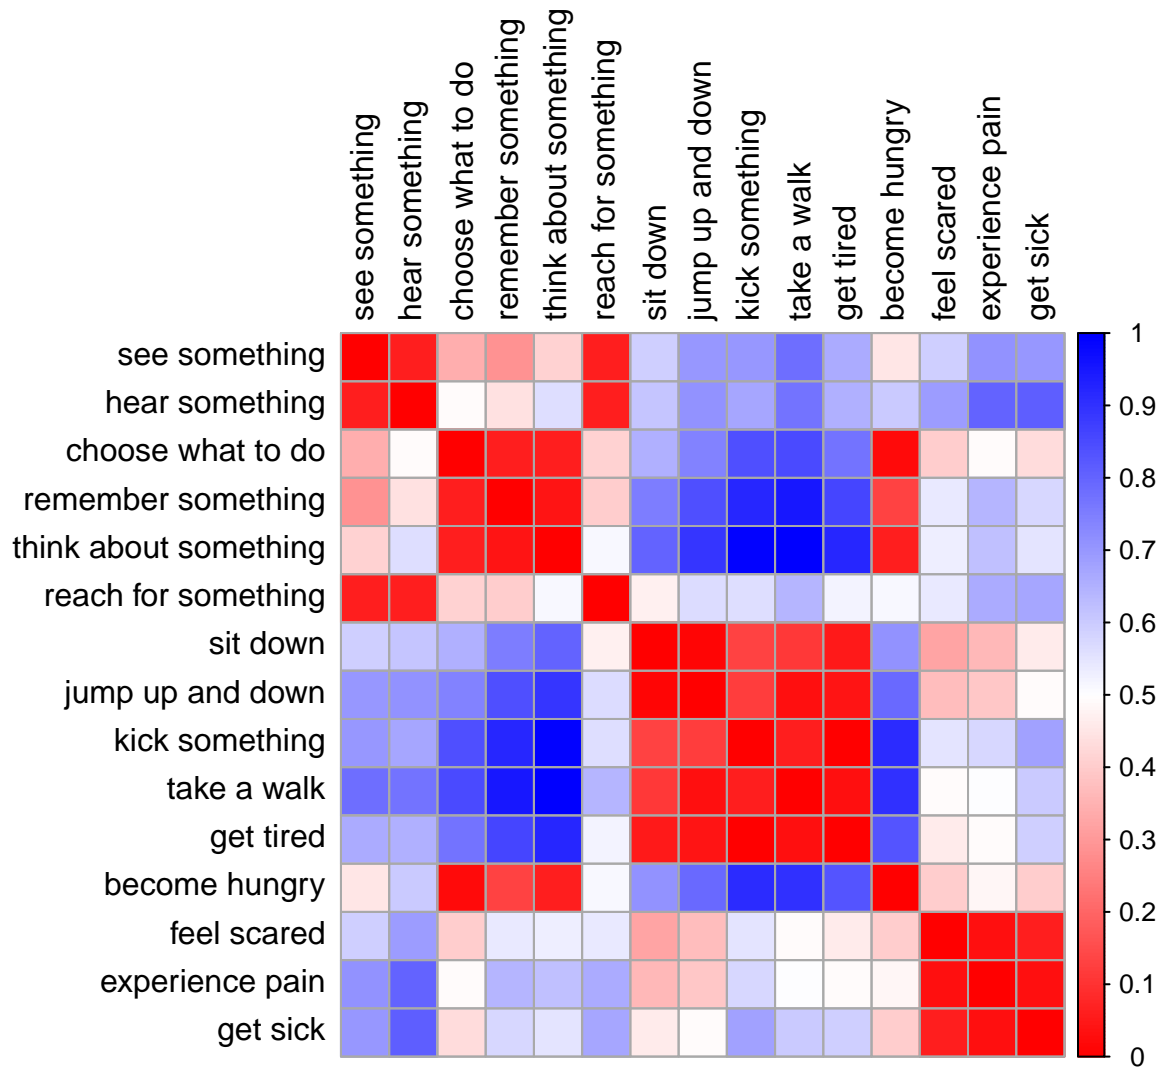 see something
hear something
choose what to do
remember something
think about something
reach for something
sit down
jump up and down
kick something
take a walk
get tired
become hungry
feel scared
experience pain
get sick
see something
hear something
choose what to do
remember something
think about something
reach for something
sit down
jump up and down
kick something
take a walk
get tired
become hungry
feel scared
experience pain
get sick
1
0.9
0.8
0.7
0.6
0.5
0.4
0.3
0.2
0.1
0